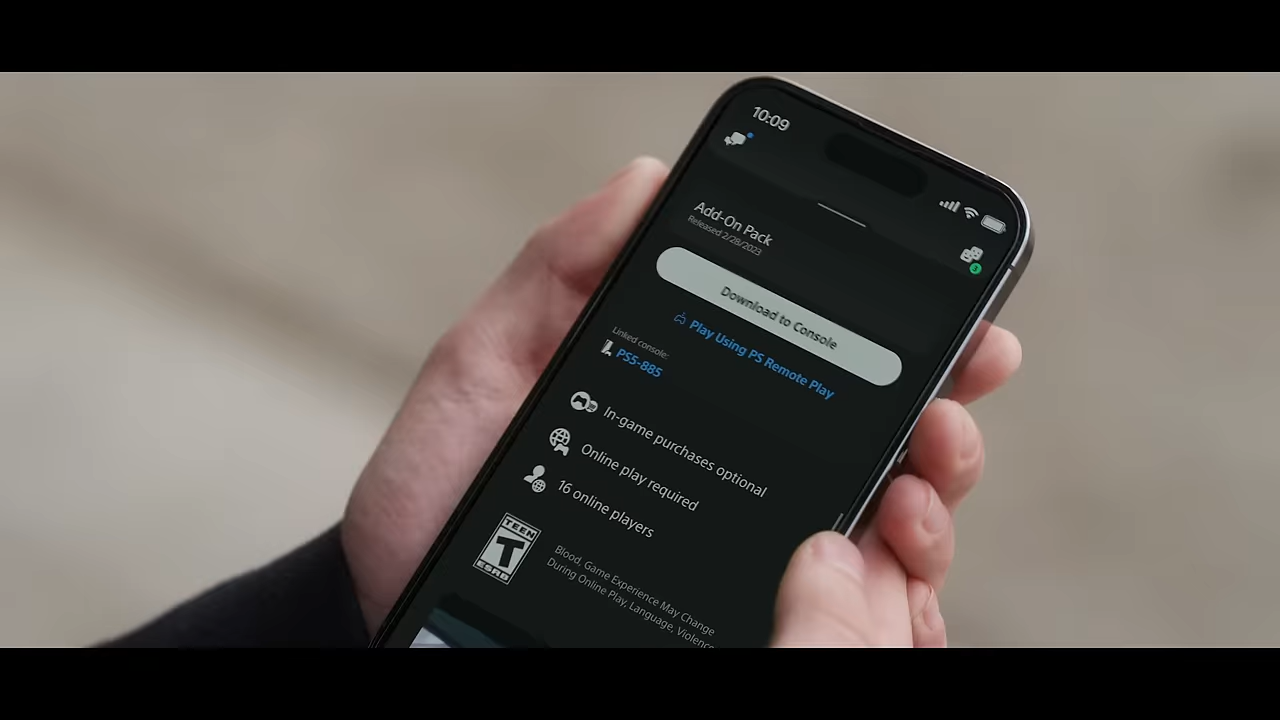 10:09
Add-On Pack
Released 2/28/2023
Download to Console
Play Using PS Remote Play
Linked console:
PS5-885
In-game purchases optional
Online play required
16 online players
TEEN
T
ESRB
Blood, Game Experience May Change
During Online Play, Language, Violence